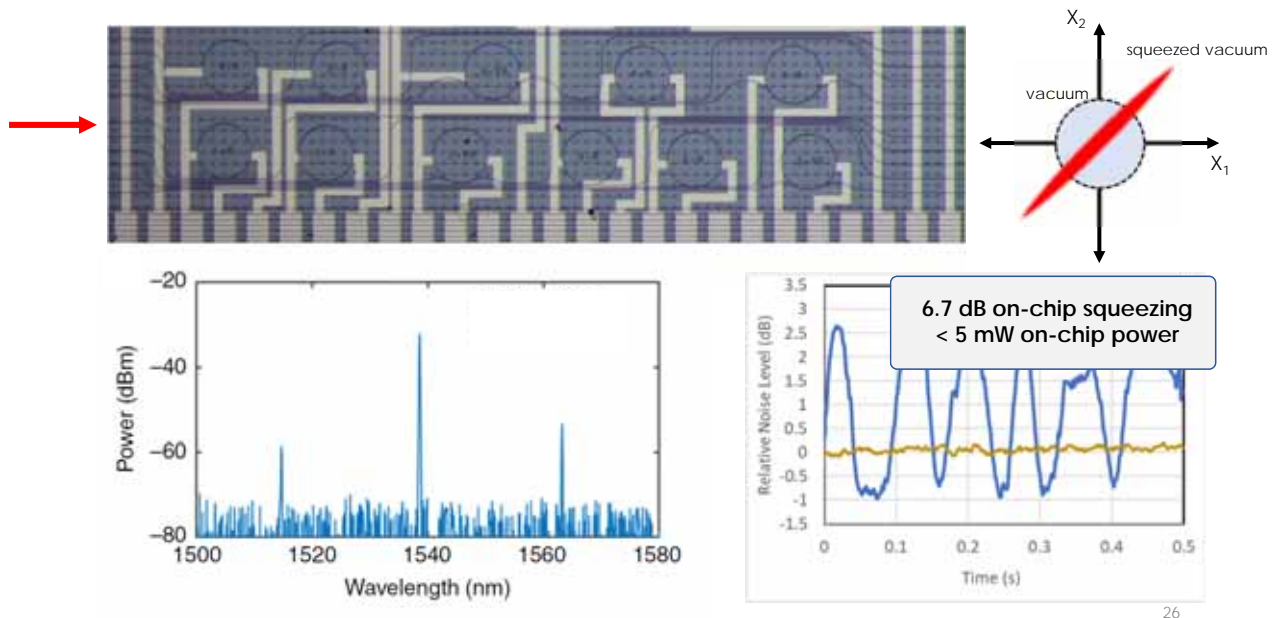 X2
squeezed vacuum
vacuum
X1
6.7 dB on-chip squeezing
< 5 mW on-chip power
Power (dBm)
−20
−40
−60
−80
1500
1520
1540
1560
1580
Wavelength (nm)
Relative Noise Level (dB)
3.5
3
2.5
2
1.5
1
0.5
0
-0.5
-1
-1.5
0
0.1
0.2
0.3
0.4
0.5
Time (s)
26